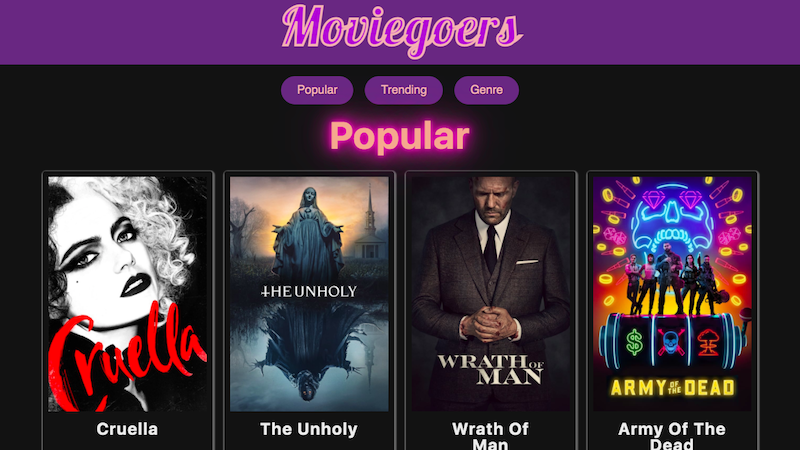 Moviegoers
Popular
Trending
Genre
Popular
Cruella
THE UNHOLY
WRATH OF
MAN
ARMY OF THE DEAD
Cruella
The Unholy
Wrath Of
Man
Army Of The
Dead